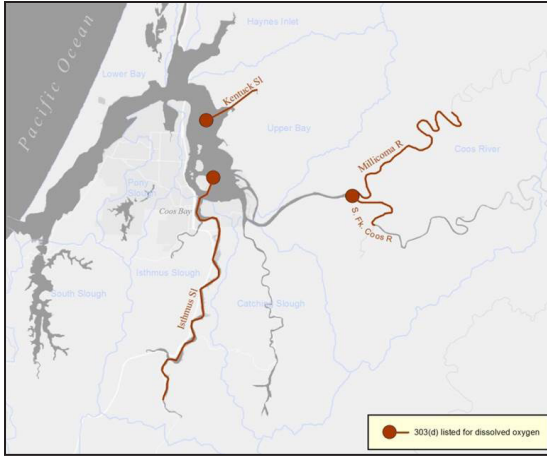 Haynes Inlet
Pacific Ocean
Lower Bay
Kentuck Sl
Upper Bay
Millicoma R
Coos River
Pony
Slough
Coos Bay
S. Fk. Coos R
Isthmus Slough
South Slough
Isthmus Sl
Catching Slough
303(d) listed for dissolved oxygen